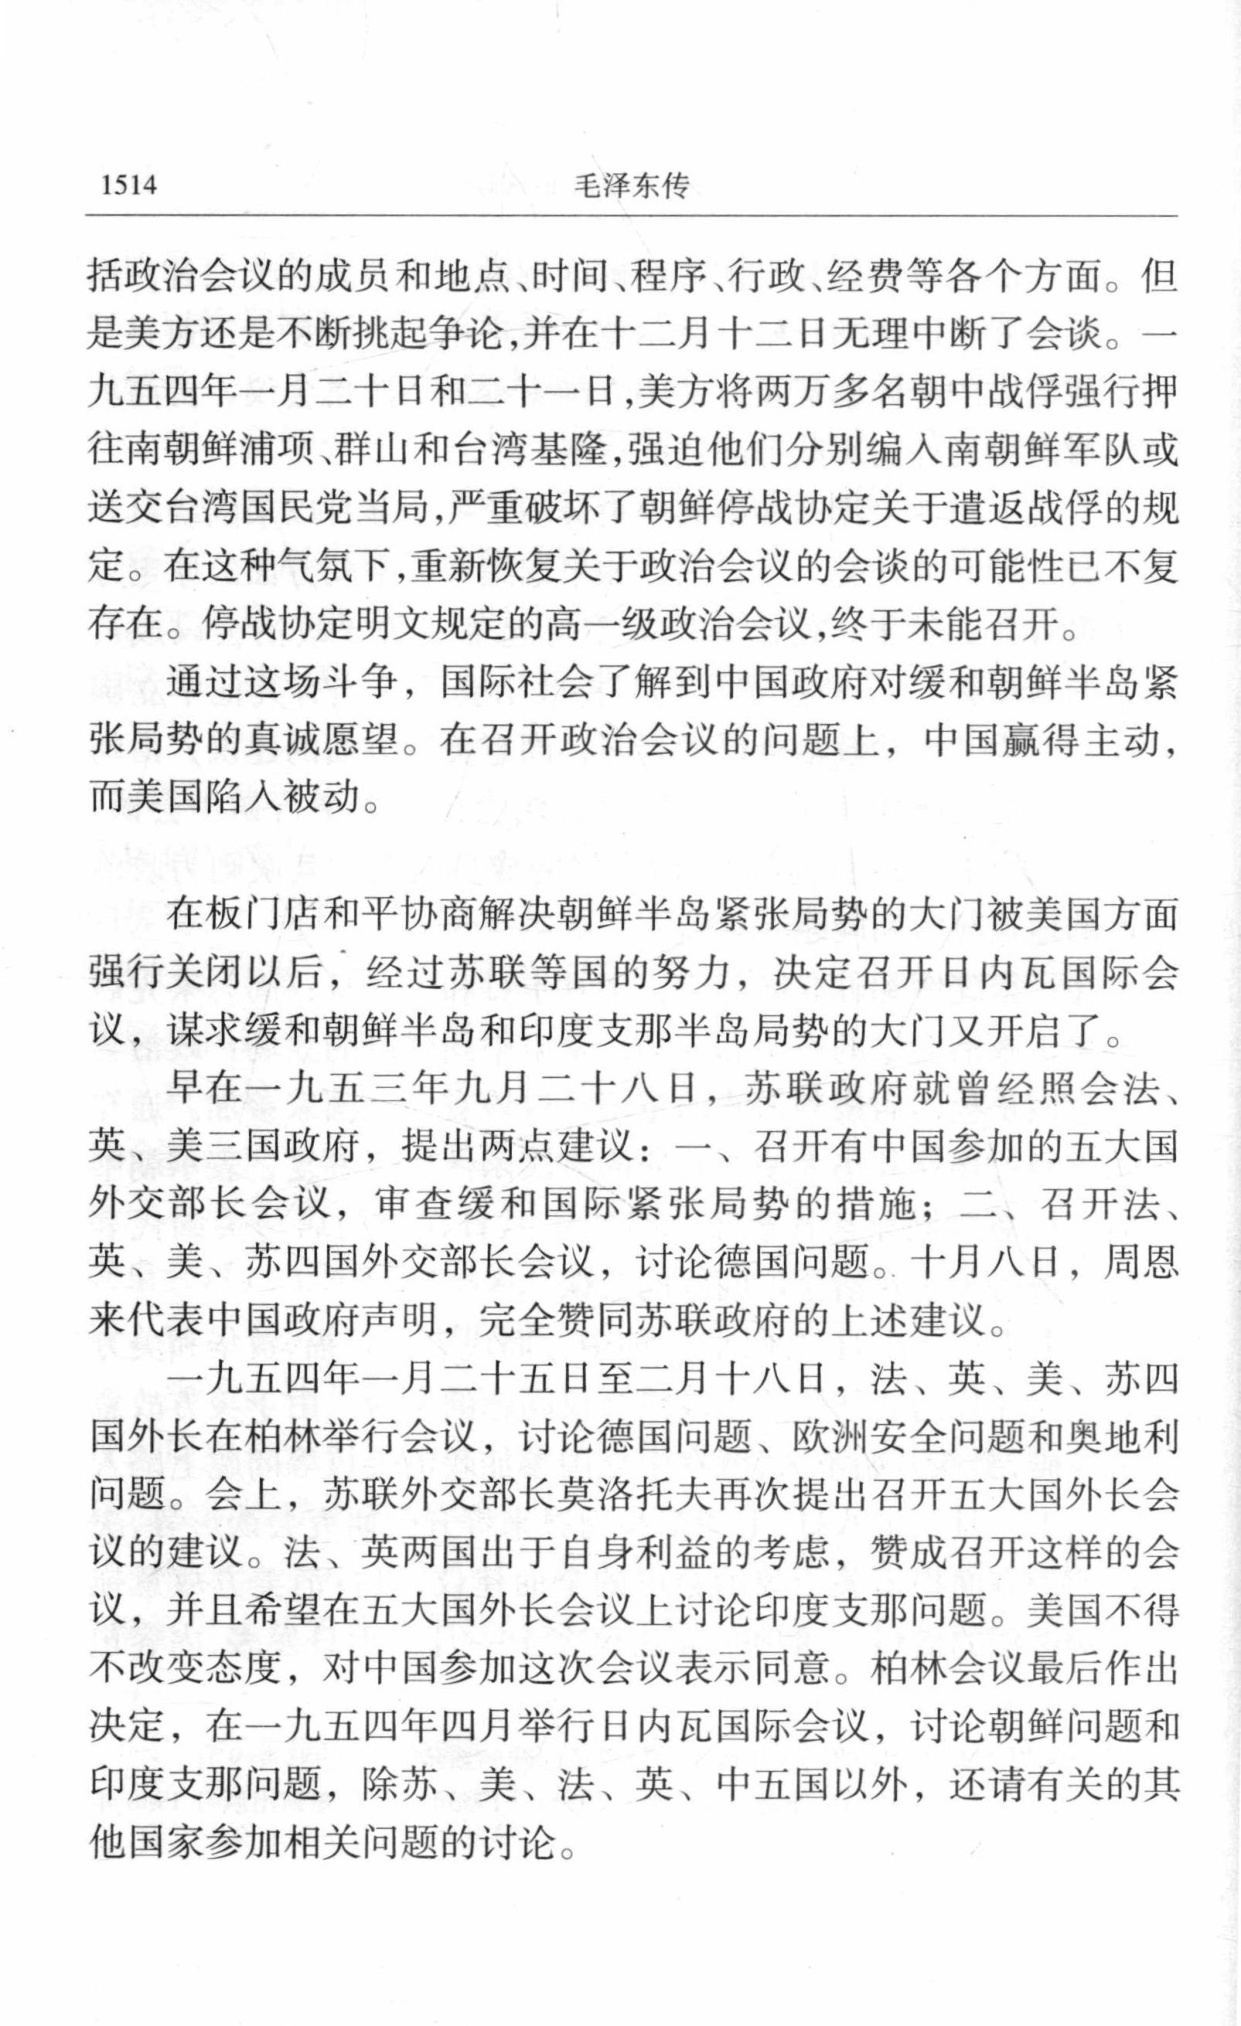 1514
毛泽东传
括政治会议的成员和地点、时间、程序、行政、经费等各个方面。但
是美方还是不断挑起争论,并在十二月十二日无理中断了会谈。一
九五四年一月二十日和二十一日,美方将两万多名朝中战俘强行押
往南朝鲜浦项、群山和台湾基隆,强迫他们分别编入南朝鲜军队或
送交台湾国民党当局,严重破坏了朝鲜停战协定关于遣返战俘的规
定。在这种气氛下,重新恢复关于政治会议的会谈的可能性已不复
存在。停战协定明文规定的高一级政治会议,终于未能召开。
通过这场斗争，国际社会了解到中国政府对缓和朝鲜半岛紧
张局势的真诚愿望。在召开政治会议的问题上，中国赢得主动，
而美国陷入被动。
在板门店和平协商解决朝鲜半岛紧张局势的大门被美国方面
强行关闭以后，经过苏联等国的努力，决定召开日内瓦国际会
议，谋求缓和朝鲜半岛和印度支那半岛局势的大门又开启了。
早在一九五三年九月二十八日，苏联政府就曾经照会法、
英、美三国政府，提出两点建议：一、召开有中国参加的五大国
外交部长会议，审查缓和国际紧张局势的措施；二、召开法、
英、美、苏四国外交部长会议，讨论德国问题。十月八日，周恩
来代表中国政府声明，完全赞同苏联政府的上述建议。
一九五四年一月二十五日至二月十八日，法、英、美、苏四
国外长在柏林举行会议，讨论德国问题、欧洲安全问题和奥地利
问题。会上，苏联外交部长莫洛托夫再次提出召开五大国外长会
议的建议。法、英两国出于自身利益的考虑，赞成召开这样的会
议，并且希望在五大国外长会议上讨论印度支那问题。美国不得
不改变态度，对中国参加这次会议表示同意。柏林会议最后作出
决定，在一九五四年四月举行日内瓦国际会议，讨论朝鲜问题和
印度支那问题，除苏、美、法、英、中五国以外，还请有关的其
他国家参加相关问题的讨论。